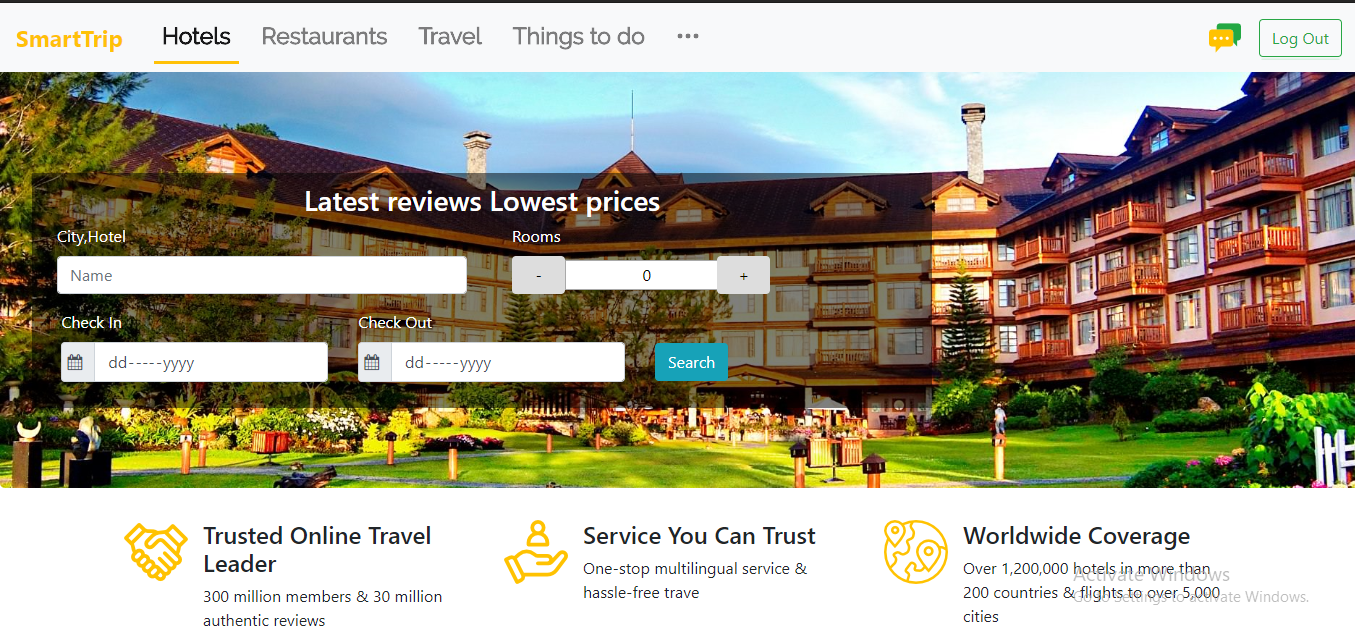 SmartTrip Hotels Restaurants Travel Things to do ••• Log Out
Latest reviews Lowest prices
City,Hotel Rooms
Name - 0 +
Check In Check Out
dd-----yyyy dd-----yyyy Search
Trusted Online Travel
Leader
300 million members & 30 million
authentic reviews
Service You Can Trust
One-stop multilingual service &
hassle-free trave
Worldwide Coverage
Over 1,200,000 hotels in more than
200 countries & flights to over 5,000
cities
Activate Windows
Go to Settings to activate Windows.